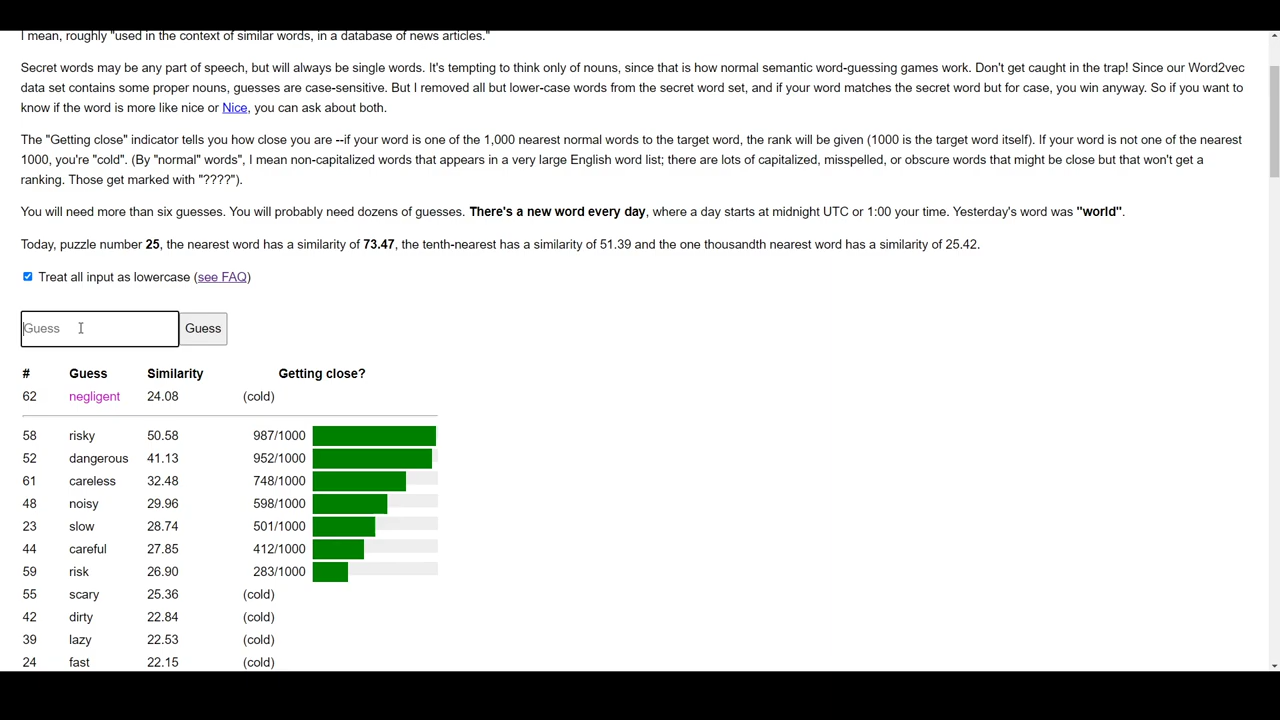 I mean, roughly "used in the context of similar words, in a database of news articles."
Secret words may be any part of speech, but will always be single words. It's tempting to think only of nouns, since that is how normal semantic word-guessing games work. Don't get caught in the trap! Since our Word2vec
data set contains some proper nouns, guesses are case-sensitive. But I removed all but lower-case words from the secret word set, and if your word matches the secret word but for case, you win anyway. So if you want to
know if the word is more like nice or Nice, you can ask about both.
The "Getting close" indicator tells you how close you are --if your word is one of the 1,000 nearest normal words to the target word, the rank will be given (1000 is the target word itself). If your word is not one of the nearest
1000, you're "cold". (By "normal" words", I mean non-capitalized words that appears in a very large English word list; there are lots of capitalized, misspelled, or obscure words that might be close but that won't get a
ranking. Those get marked with "????").
You will need more than six guesses. You will probably need dozens of guesses. There's a new word every day, where a day starts at midnight UTC or 1:00 your time. Yesterday's word was "world".
Today, puzzle number 25, the nearest word has a similarity of 73.47, the tenth-nearest has a similarity of 51.39 and the one thousandth nearest word has a similarity of 25.42.
Treat all input as lowercase (see FAQ)
Guess Guess
# Guess Similarity Getting close?
62 negligent 24.08 (cold)
58 risky 50.58 987/1000
52 dangerous 41.13 952/1000
61 careless 32.48 748/1000
48 noisy 29.96 598/1000
23 slow 28.74 501/1000
44 careful 27.85 412/1000
59 risk 26.90 283/1000
55 scary 25.36 (cold)
42 dirty 22.84 (cold)
39 lazy 22.53 (cold)
24 fast 22.15 (cold)